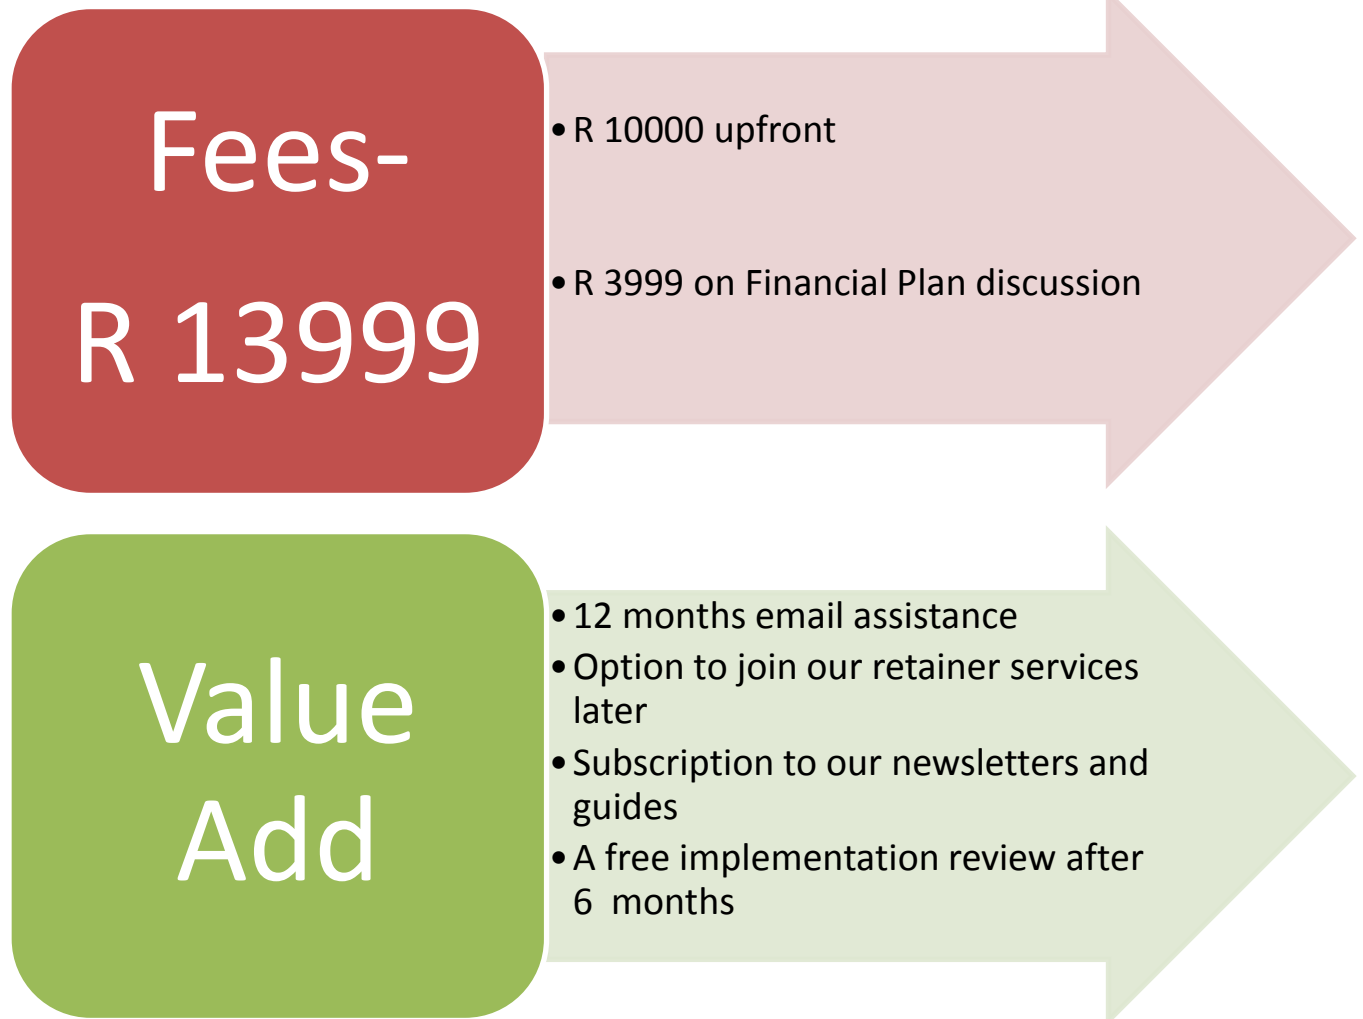 Fees-
R 13999
• R 10000 upfront
• R 3999 on Financial Plan discussion
Value
Add
• 12 months email assistance
• Option to join our retainer services
later
• Subscription to our newsletters and
guides
• A free implementation review after
6  months